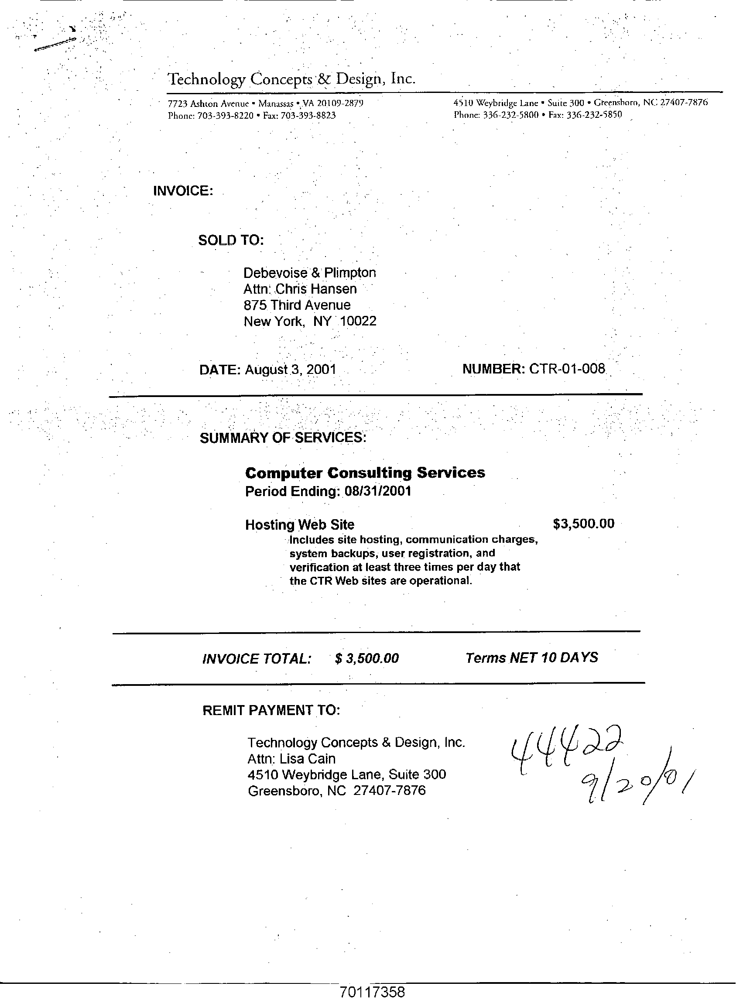 Technology Concepts & Design, Inc.
7723 Ashton Avenue • Manassas • VA 20109-2879
Phone: 703-393-8220 • Fax: 703-393-8823
4510 Weybridge Lane • Suite 300 • Greensboro, NC 27407-7876
Phone: 336-232-5800 • Fax: 336-232-5850
INVOICE:
SOLD TO:
Debevoise & Plimpton
Attn: Chris Hansen
875 Third Avenue
New York, NY 10022
DATE: August 3, 2001 NUMBER: CTR-01-008
SUMMARY OF SERVICES:
Computer Consulting Services
Period Ending: 08/31/2001
Hosting Web Site $3,500.00
Includes site hosting, communication charges,
system backups, user registration, and
verification at least three times per day that
the CTR Web sites are operational.
INVOICE TOTAL: $ 3,500.00 Terms NET 10 DAYS
REMIT PAYMENT TO:
Technology Concepts & Design, Inc.
Attn: Lisa Cain
4510 Weybridge Lane, Suite 300
Greensboro, NC 27407-7876
44422
9/20/01
70117358